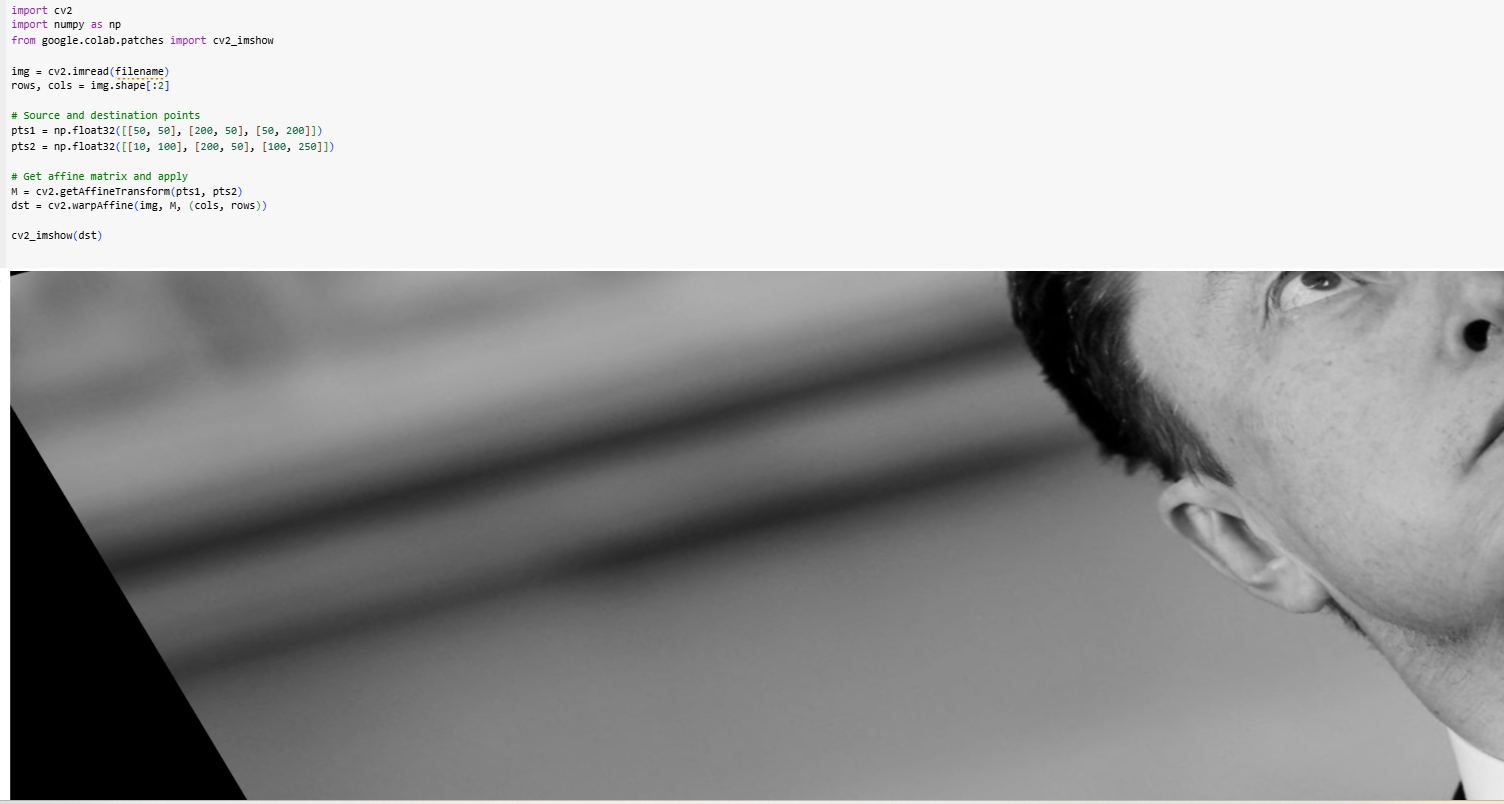 import cv2
import numpy as np
from google.colab.patches import cv2_imshow
img = cv2.imread(filename)
rows, cols = img.shape[:2]
# Source and destination points
pts1 = np.float32([[50, 50], [200, 50], [50, 200]])
pts2 = np.float32([[10, 100], [200, 50], [100, 250]])
# Get affine matrix and apply
M = cv2.getAffineTransform(pts1, pts2)
dst = cv2.warpAffine(img, M, (cols, rows))
cv2_imshow(dst)